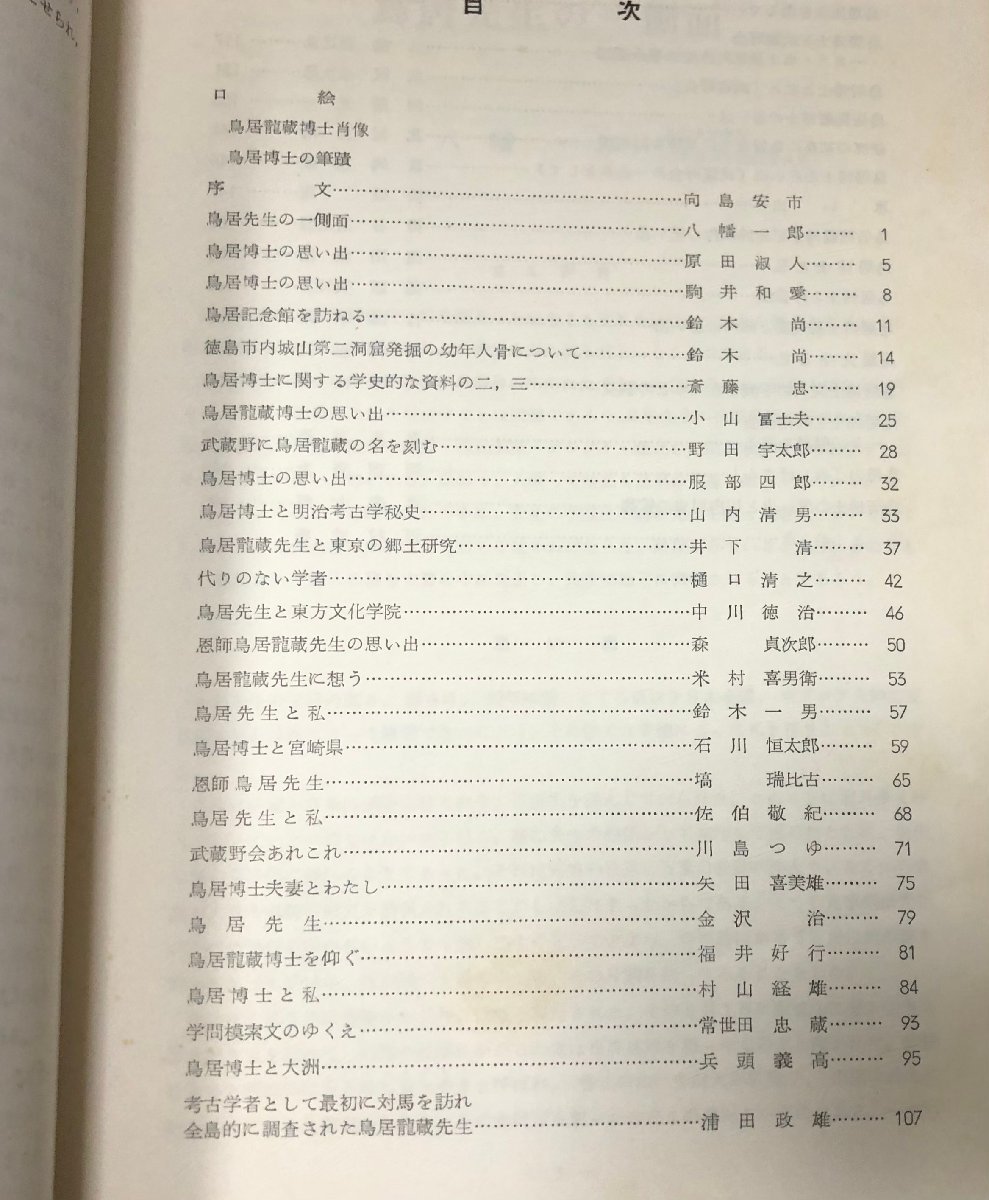 目　次
口　絵
鳥居龍蔵博士肖像
鳥居博士の筆蹟
序　文……………向島安市
鳥居先生の一側面……………八幡一郎………1
鳥居博士の思い出……………原田淑人………5
鳥居博士の思い出……………駒井和愛………8
鳥居記念館を訪ねる……………鈴木　尚………11
徳島市内城山第二洞窟発掘の幼年人骨について……………鈴木　尚………14
鳥居博士に関する学史的な資料の二，三……………斎藤　忠………19
鳥居龍蔵博士の思い出……………小山冨士夫………25
武蔵野に鳥居龍蔵の名を刻む……………野田宇太郎………28
鳥居博士の思い出……………服部四郎………32
鳥居博士と明治考古学秘史……………山内清男………33
鳥居龍蔵先生と東京の郷土研究……………井下　清………37
代りのない学者……………樋口清之………42
鳥居先生と東方文化学院……………中川徳治………46
恩師鳥居龍蔵先生の思い出……………森　貞次郎………50
鳥居龍蔵先生に想う……………米村喜男衛………53
鳥居先生と私……………鈴木一男………57
鳥居博士と宮崎県……………石川恒太郎………59
恩師鳥居先生……………塙　瑞比古………65
鳥居先生と私……………佐伯敬紀………68
武蔵野会あれこれ……………川島つゆ………71
鳥居博士夫妻とわたし……………矢田喜美雄………75
鳥居先生……………金沢　治………79
鳥居龍蔵博士を仰ぐ……………福井好行………81
鳥居博士と私……………村山経雄………84
学問模索文のゆくえ……………常世田忠蔵………93
鳥居博士と大洲……………兵頭義高………95
考古学者として最初に対馬を訪れ
全島的に調査された鳥居龍蔵先生……………浦田政雄………107